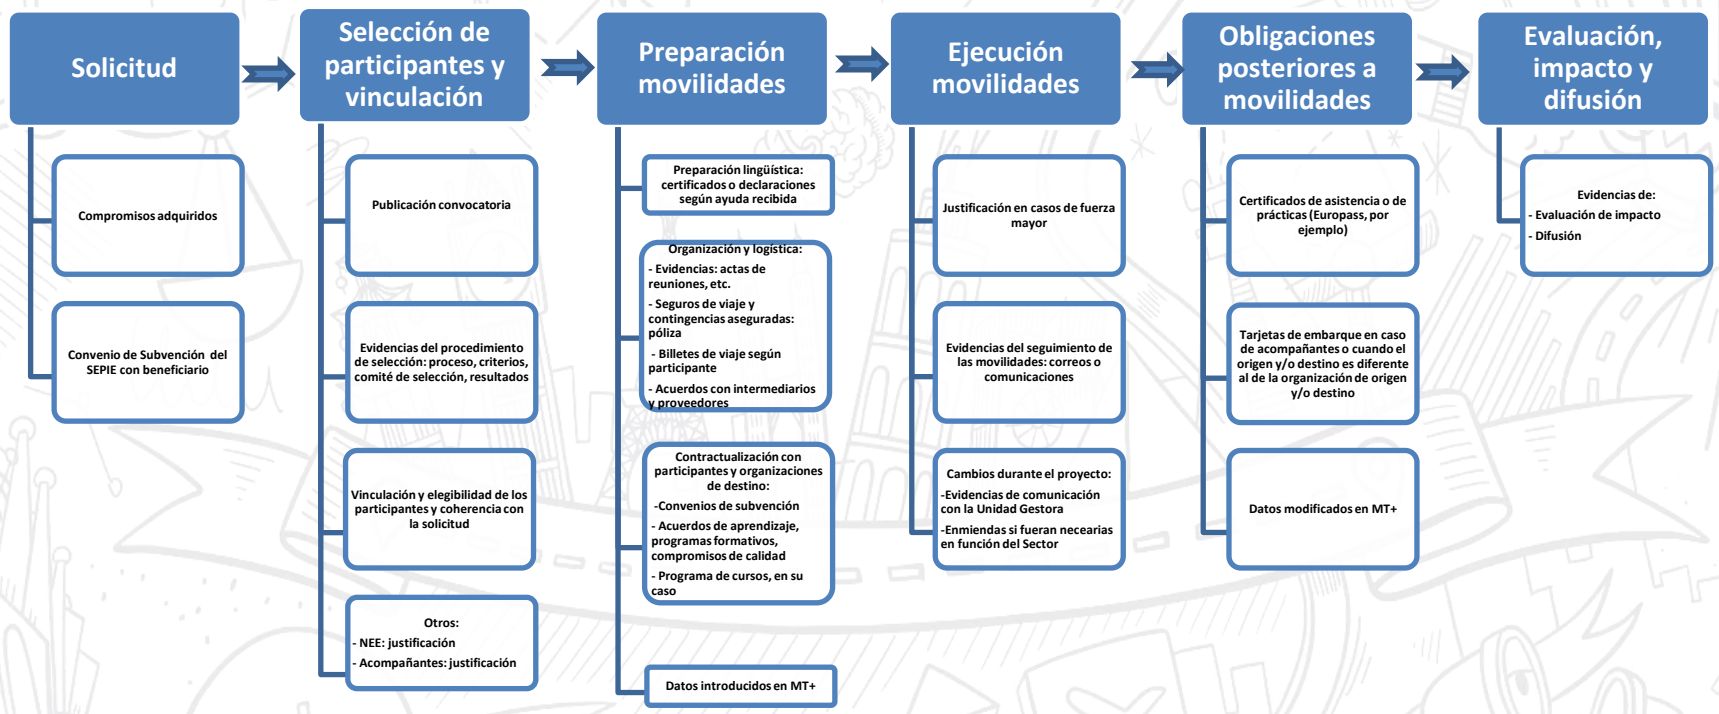 Solicitud
Compromisos adquiridos
Convenio de Subvención del
SEPIE con beneficiario
Selección de
participantes y
vinculación
Publicación convocatoria
Evidencias del procedimiento
de selección: proceso, criterios,
comité de selección, resultados
Vinculación y elegibilidad de los
participantes y coherencia con
la solicitud
Otros:
- NEE: justificación
- Acompañantes: justificación
Preparación
movilidades
Preparación lingüística:
certificados o declaraciones
según ayuda recibida
Organización y logística:
- Evidencias: actas de
reuniones, etc.
- Seguros de viaje y
contingencias aseguradas:
póliza
- Billetes de viaje según
participante
- Acuerdos con intermediarios
y proveedores
Contractualización con
participantes y organizaciones
de destino:
-Convenios de subvención
- Acuerdos de aprendizaje,
programas formativos,
compromisos de calidad
- Programa de cursos, en su
caso
Datos introducidos en MT+
Ejecución
movilidades
Justificación en casos de fuerza
mayor
Evidencias del seguimiento de
las movilidades: correos o
comunicaciones
Cambios durante el proyecto:
-Evidencias de comunicación
con la Unidad Gestora
-Enmiendas si fueran necearias
en función del Sector
Obligaciones
posteriores a
movilidades
Certificados de asistencia o de
prácticas (Europass, por
ejemplo)
Tarjetas de embarque en caso
de acompañantes o cuando el
origen y/o destino es diferente
al de la organización de origen
y/o destino
Datos modificados en MT+
Evaluación,
impacto y
difusión
Evidencias de:
- Evaluación de impacto
- Difusión